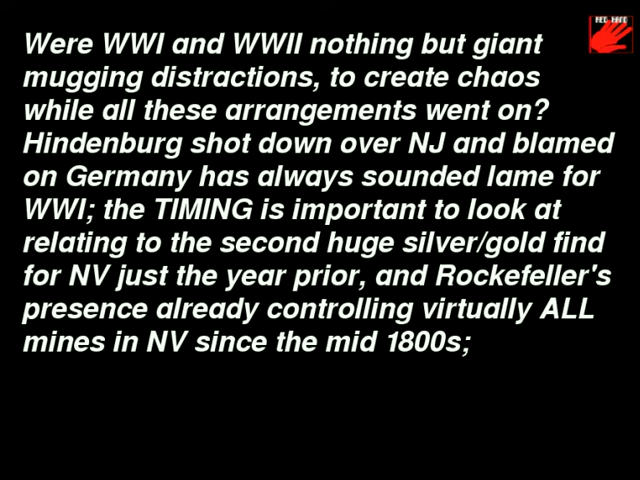 RED HAND
Were WWI and WWII nothing but giant
mugging distractions, to create chaos
while all these arrangements went on?
Hindenburg shot down over NJ and blamed
on Germany has always sounded lame for
WWI; the TIMING is important to look at
relating to the second huge silver/gold find
for NV just the year prior, and Rockefeller's
presence already controlling virtually ALL
mines in NV since the mid 1800s;